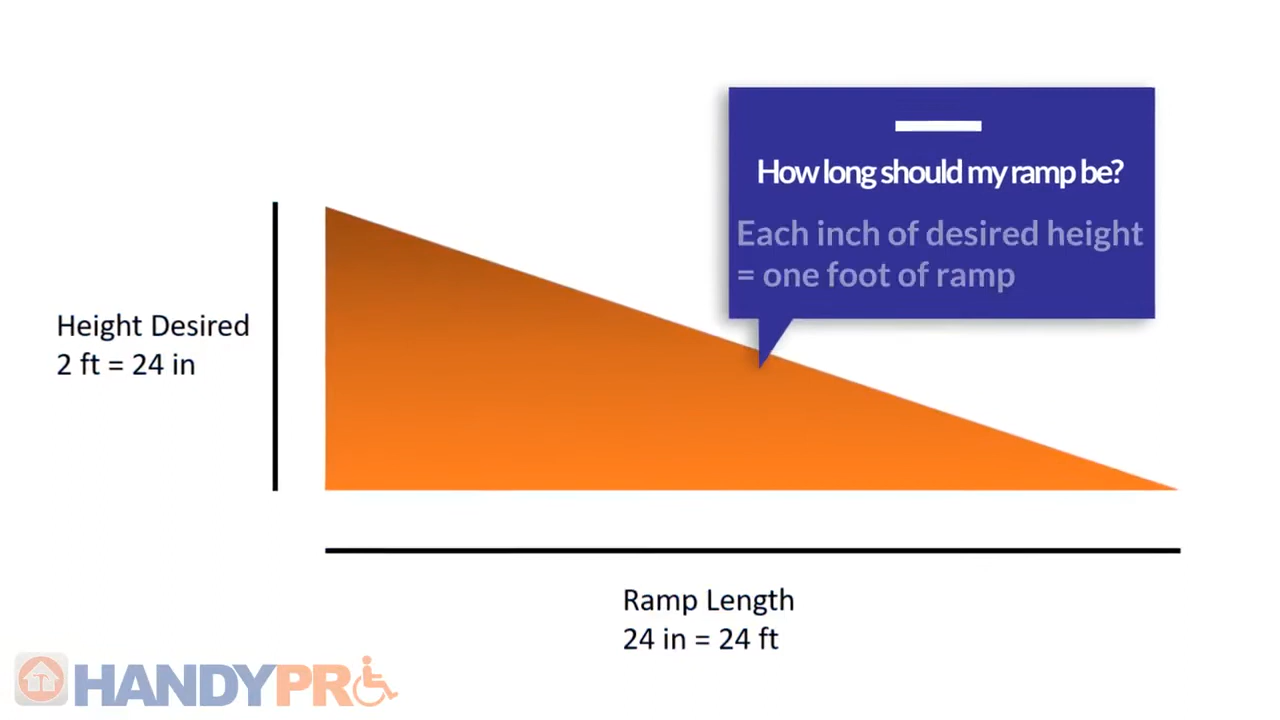 How long should my ramp be?
Each inch of desired height
= one foot of ramp
Height Desired
2 ft = 24 in
Ramp Length
24 in = 24 ft
HANDYPRO